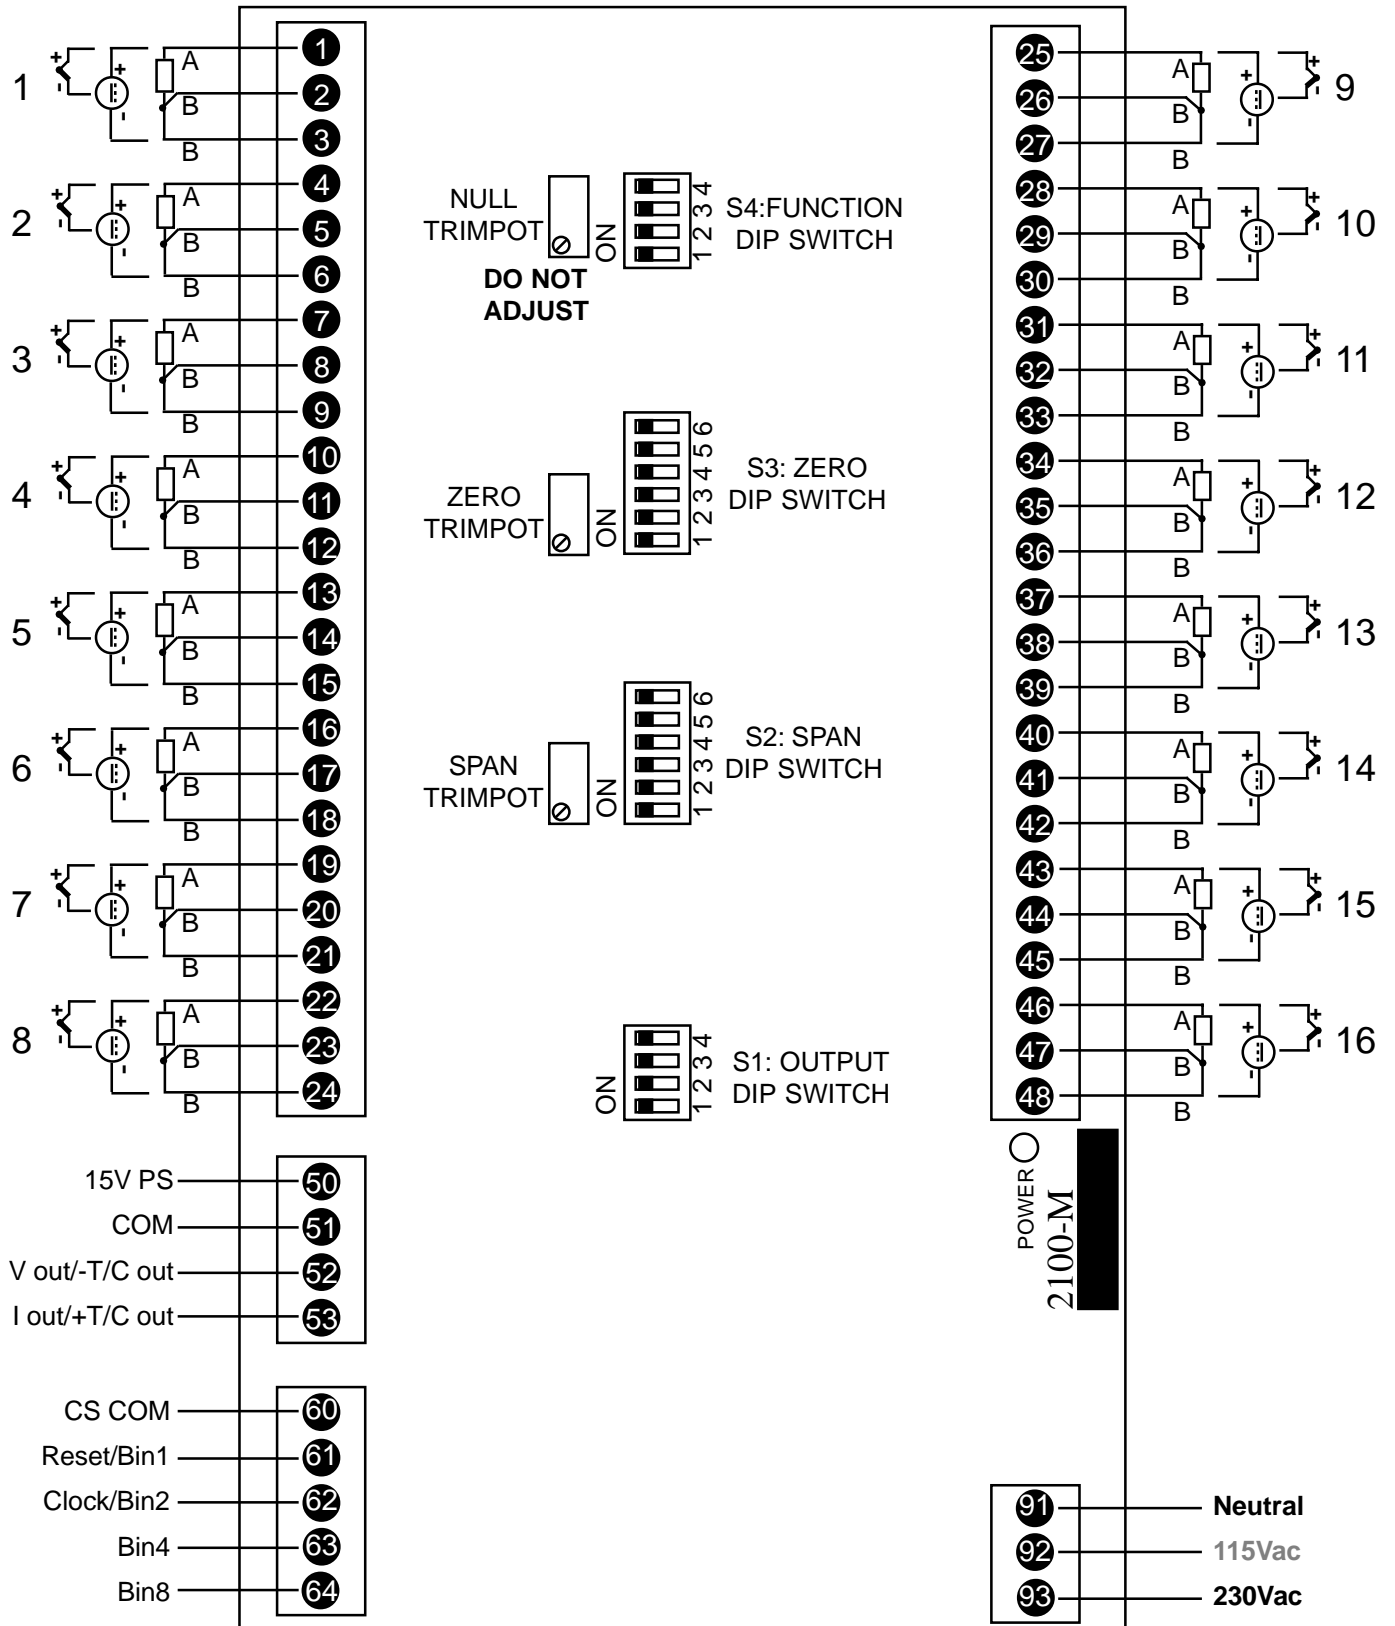 1
+
-
+
-
A
B
B
1
2
3
2
+
-
+
-
A
B
B
4
5
6
3
+
-
+
-
A
B
B
7
8
9
4
+
-
+
-
A
B
B
10
11
12
5
+
-
+
-
A
B
B
13
14
15
6
+
-
+
-
A
B
B
16
17
18
7
+
-
+
-
A
B
B
19
20
21
8
+
-
+
-
A
B
B
22
23
24
15V PS 50
COM 51
V out/-T/C out 52
I out/+T/C out 53
CS COM 60
Reset/Bin1 61
Clock/Bin2 62
Bin4 63
Bin8 64
NULL
TRIMPOT
DO NOT
ADJUST
ON
1 2 3 4
S4:FUNCTION
DIP SWITCH
ZERO
TRIMPOT
ON
1 2 3 4 5 6
S3: ZERO
DIP SWITCH
SPAN
TRIMPOT
ON
1 2 3 4 5 6
S2: SPAN
DIP SWITCH
ON
1 2 3 4
S1: OUTPUT
DIP SWITCH
25
26
27
A
B
B
+
-
+
-
9
28
29
30
A
B
B
+
-
+
-
10
31
32
33
A
B
B
+
-
+
-
11
34
35
36
A
B
B
+
-
+
-
12
37
38
39
A
B
B
+
-
+
-
13
40
41
42
A
B
B
+
-
+
-
14
43
44
45
A
B
B
+
-
+
-
15
46
47
48
A
B
B
+
-
+
-
16
POWER
2100-M
91 Neutral
92 115Vac
93 230Vac